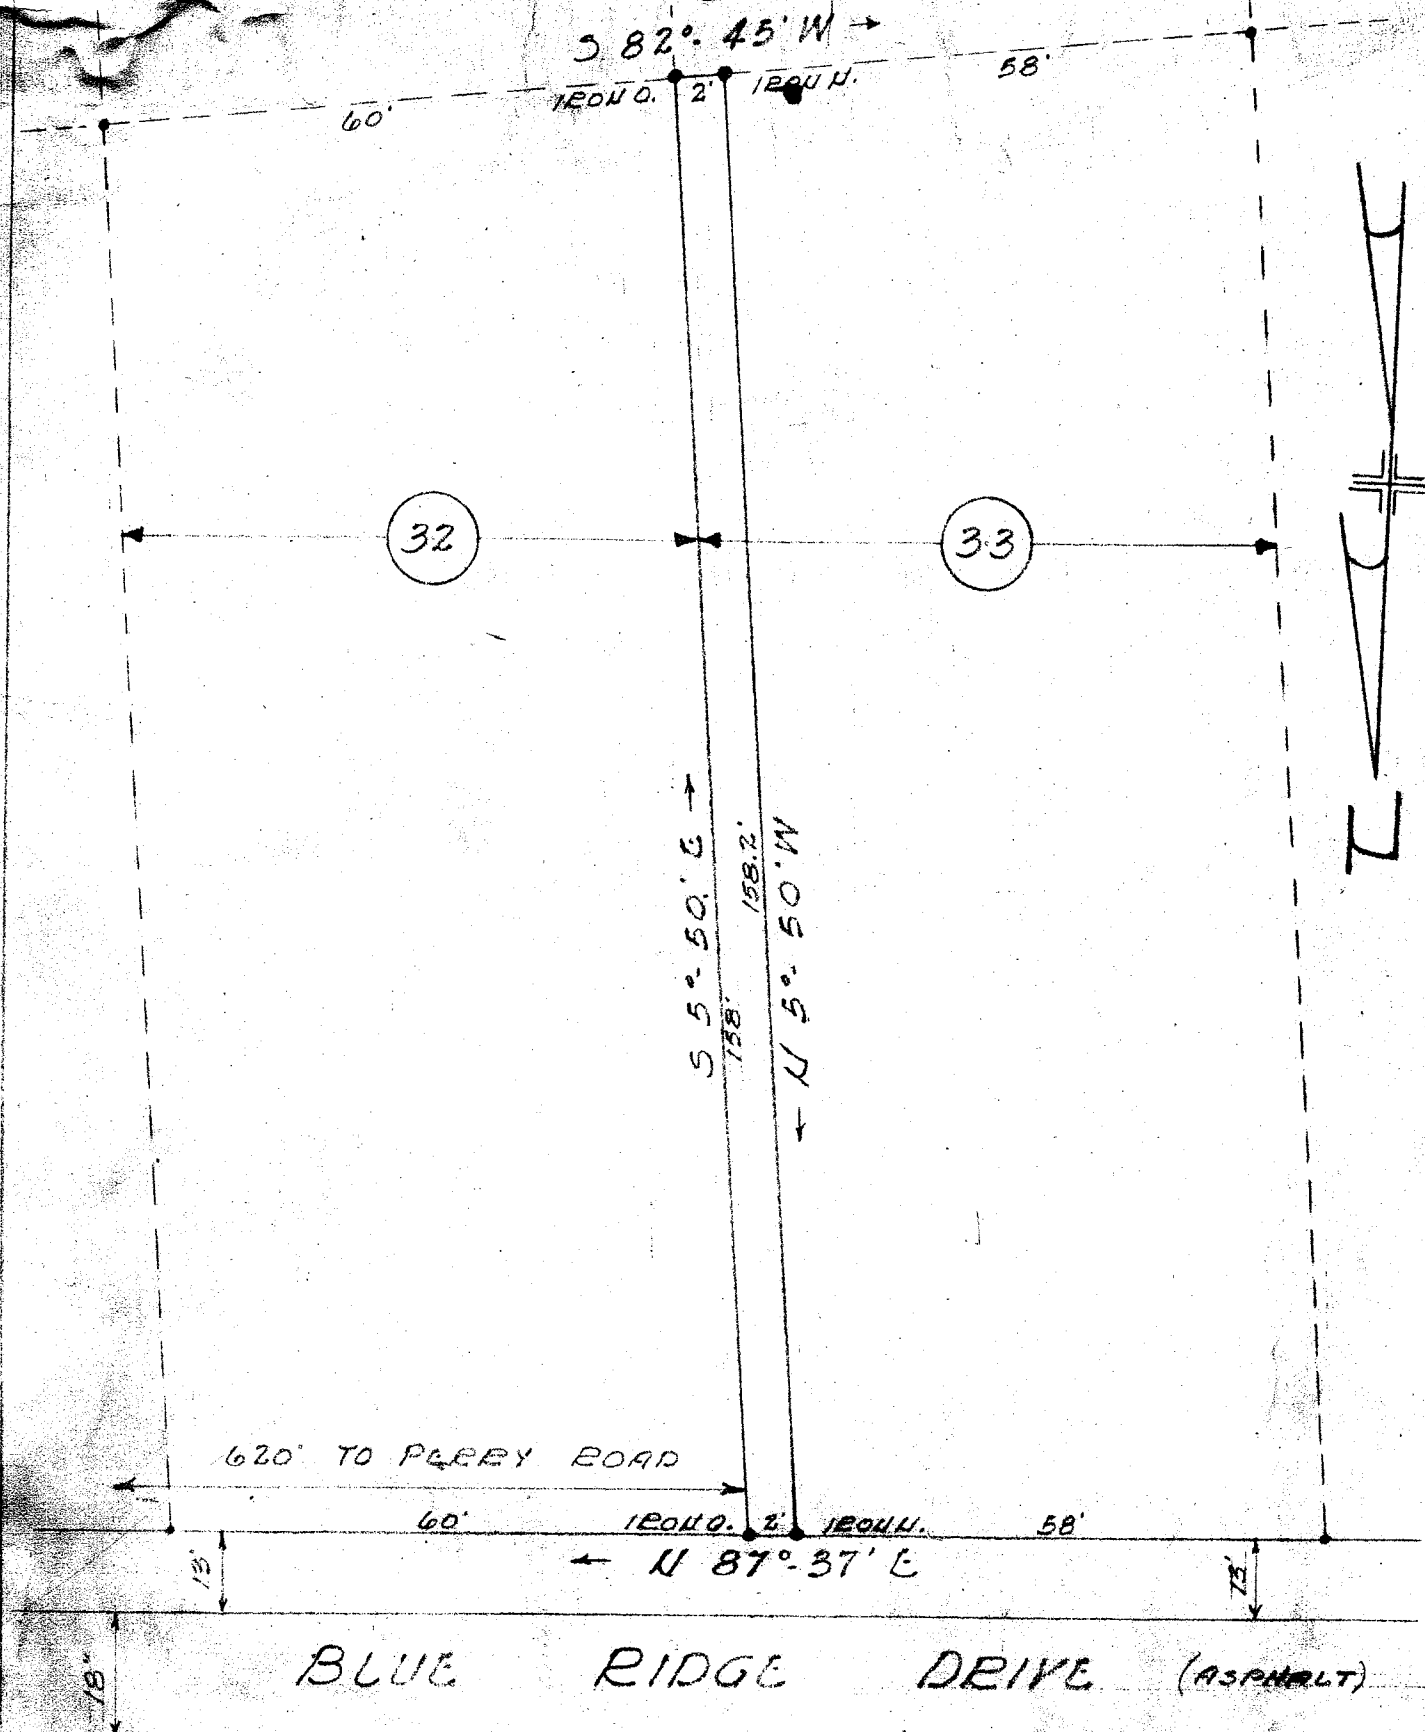 S 82°- 45' W →
60' IRON O. 2' IRON N. 58'
32
33
S 5°- 50' E →
158'
158.2'
← N 5°- 50' W
620' TO PERRY ROAD
60' IRON O. 2' IRON N. 58'
← N 87°- 37' E
13'
13'
BLUE RIDGE DRIVE (ASPHALT)
18"